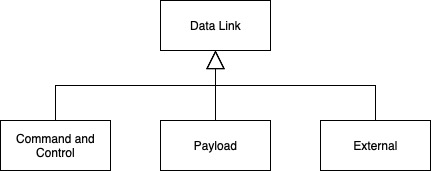 Data Link
Command and
Control
Payload
External